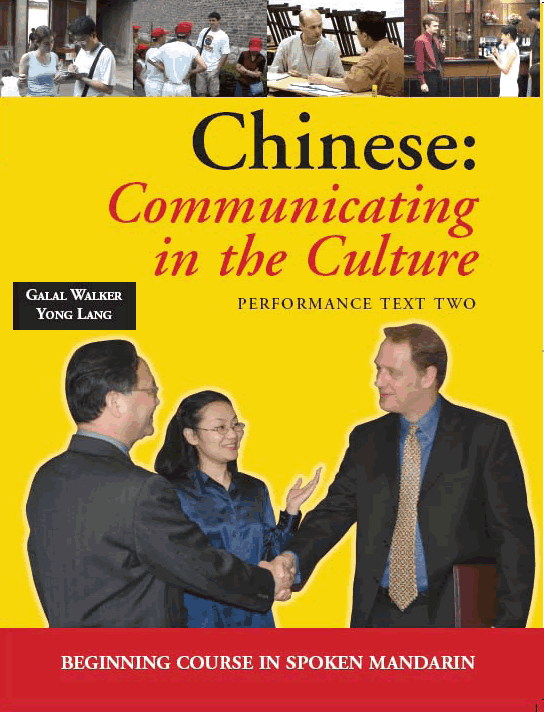 Chinese:
Communicating
in the Culture
PERFORMANCE TEXT TWO
GALAL WALKER
YONG LANG
BEGINNING COURSE IN SPOKEN MANDARIN